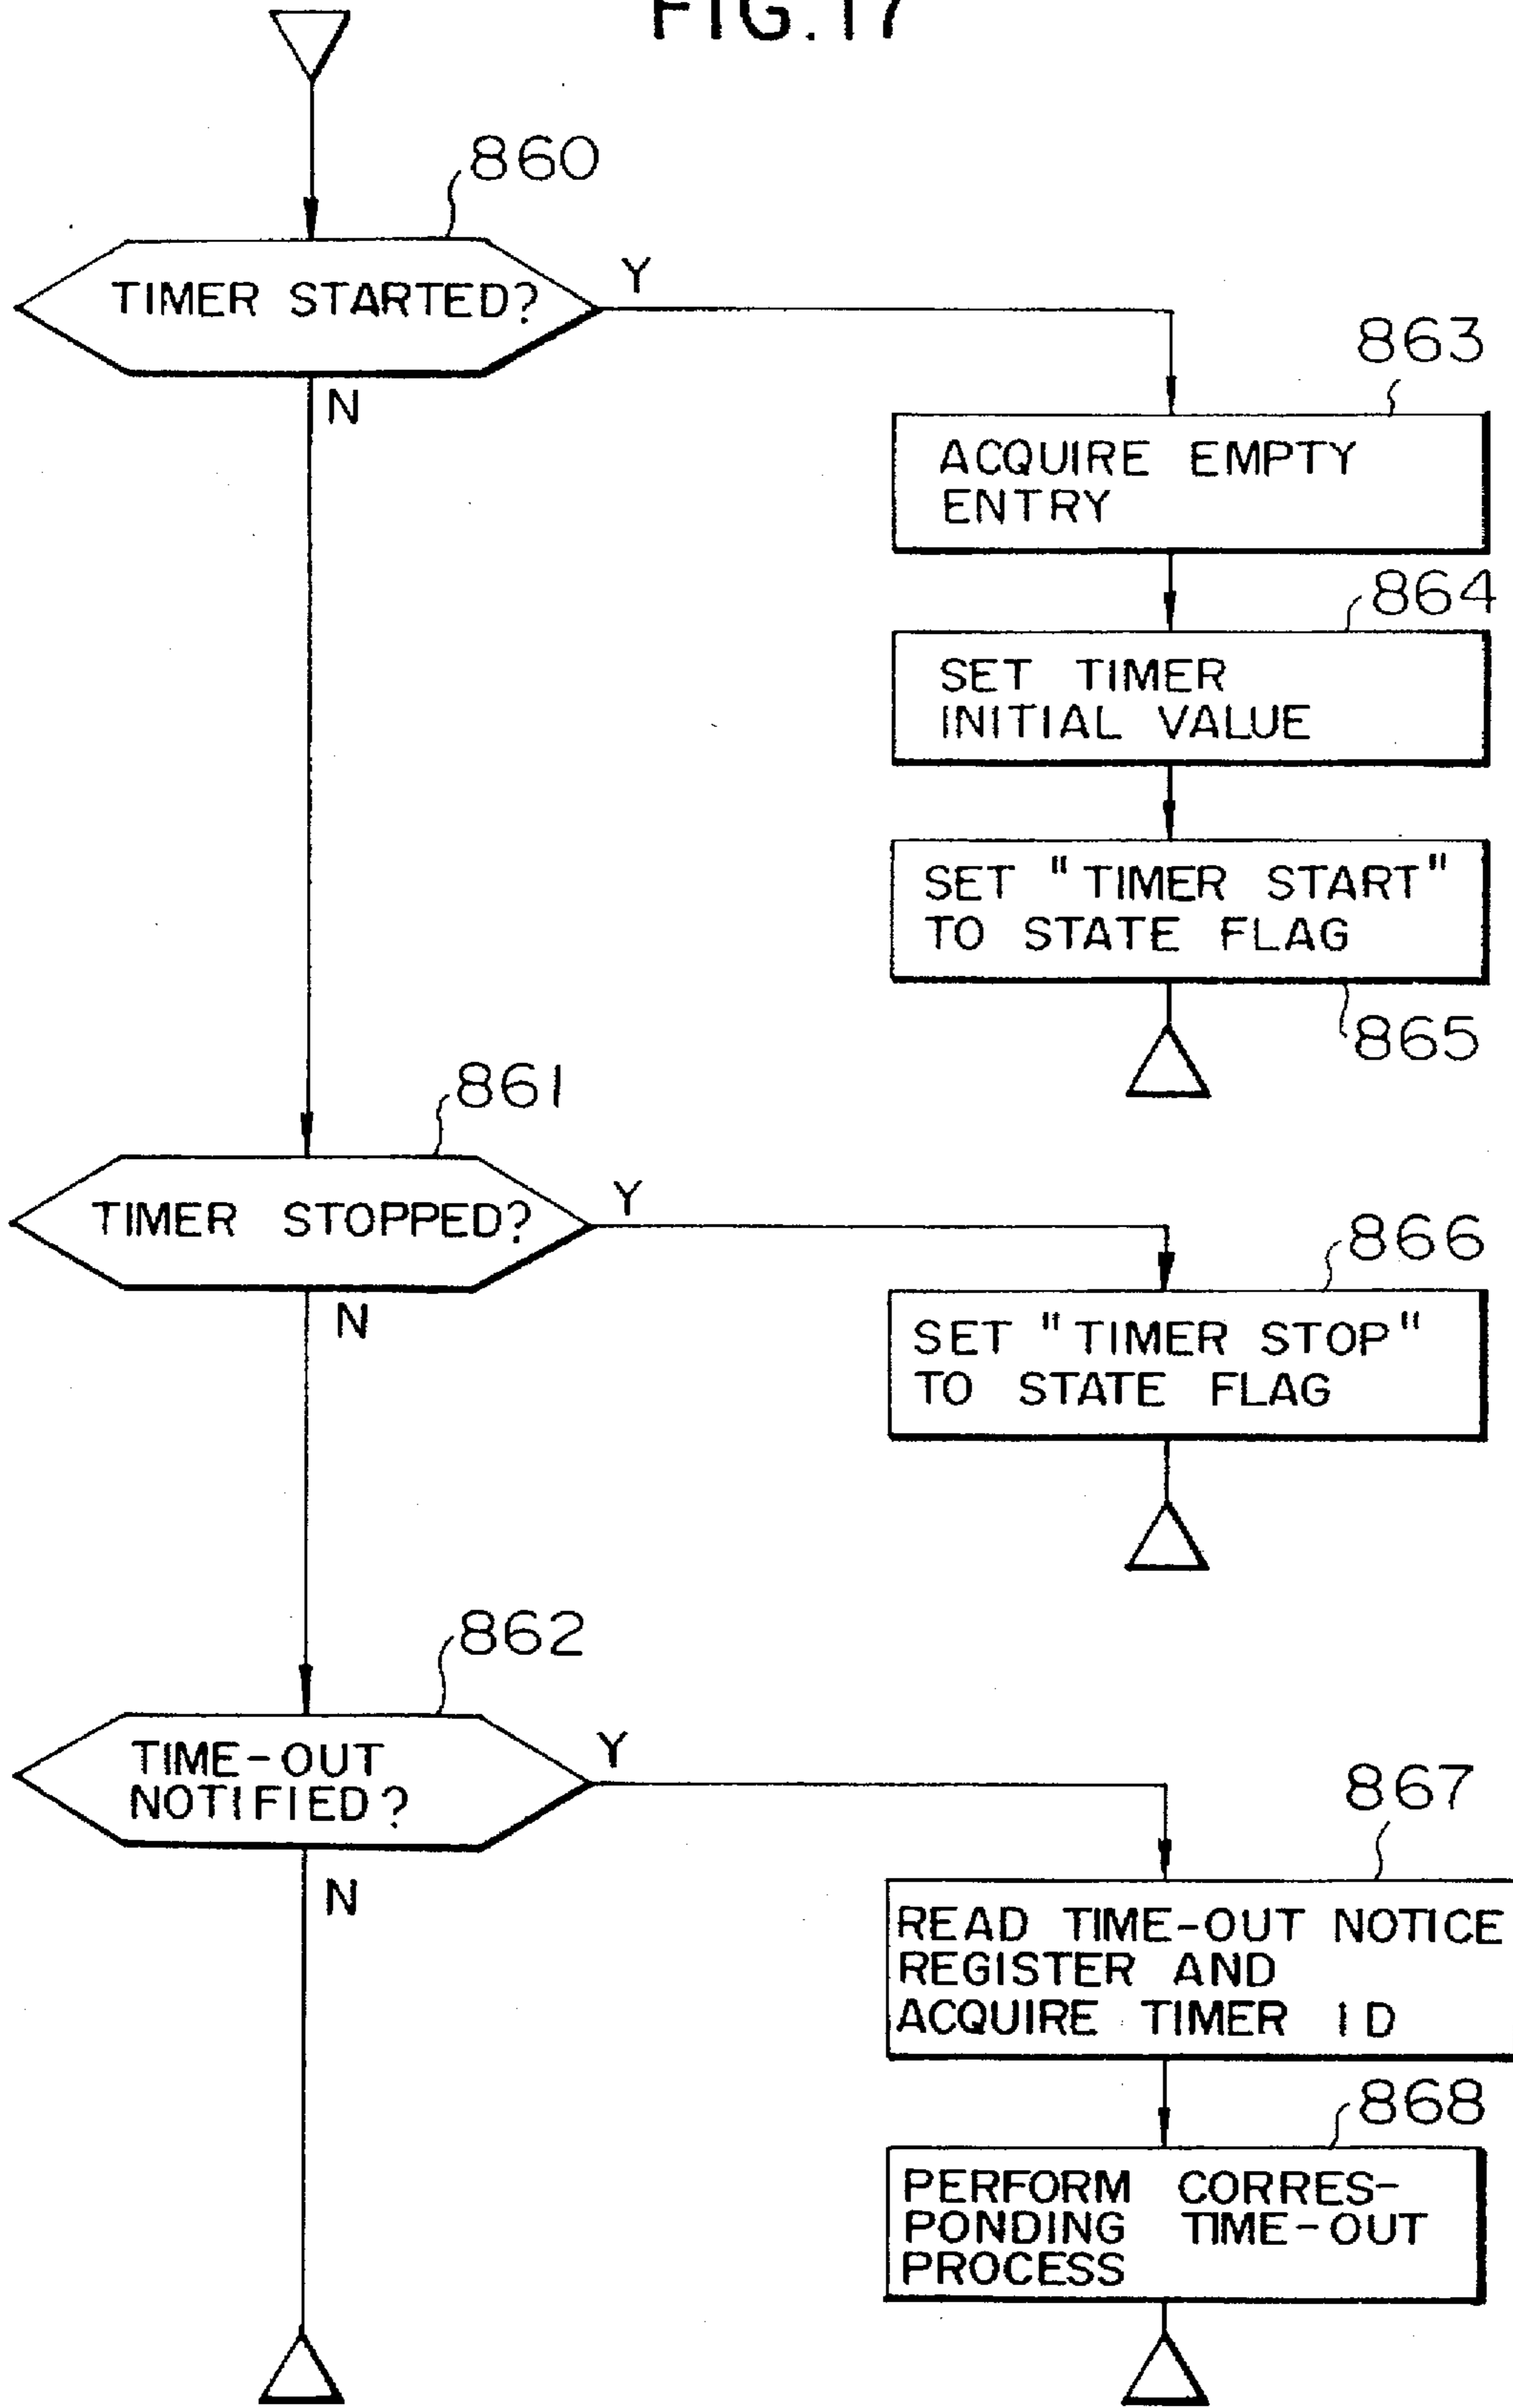 FIG.17
860
TIMER STARTED?
Y
N
863
ACQUIRE EMPTY
ENTRY
864
SET TIMER
INITIAL VALUE
SET "TIMER START"
TO STATE FLAG
865
861
TIMER STOPPED?
Y
N
866
SET "TIMER STOP"
TO STATE FLAG
862
TIME-OUT
NOTIFIED?
Y
N
867
READ TIME-OUT NOTICE
REGISTER AND
ACQUIRE TIMER ID
868
PERFORM CORRES-
PONDING TIME-OUT
PROCESS